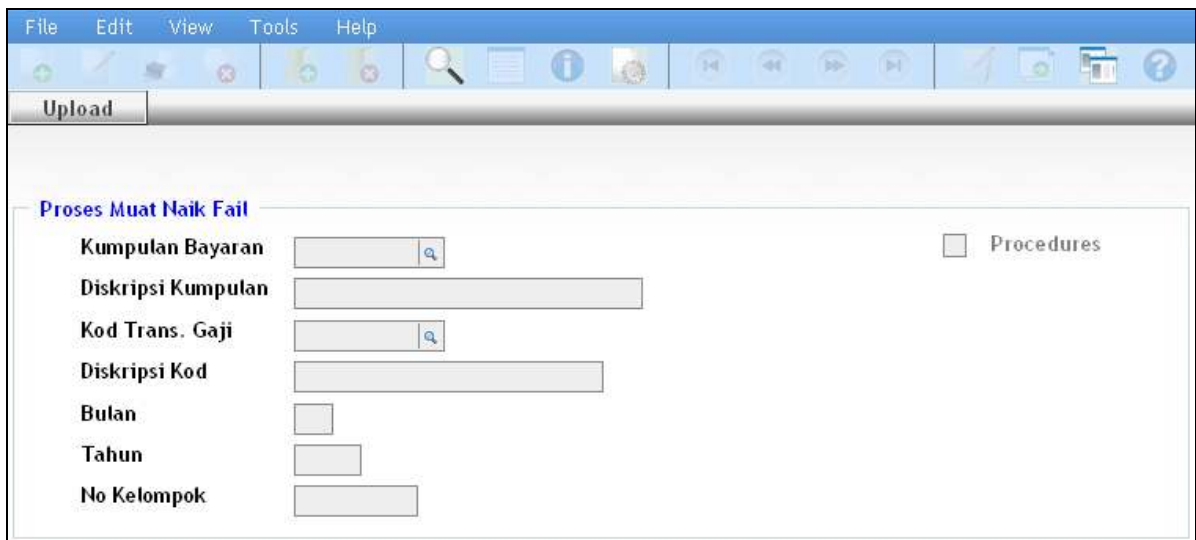 File Edit View Tools Help
Upload
Proses Muat Naik Fail
Kumpulan Bayaran
Procedures
Diskripsi Kumpulan
Kod Trans. Gaji
Diskripsi Kod
Bulan
Tahun
No Kelompok